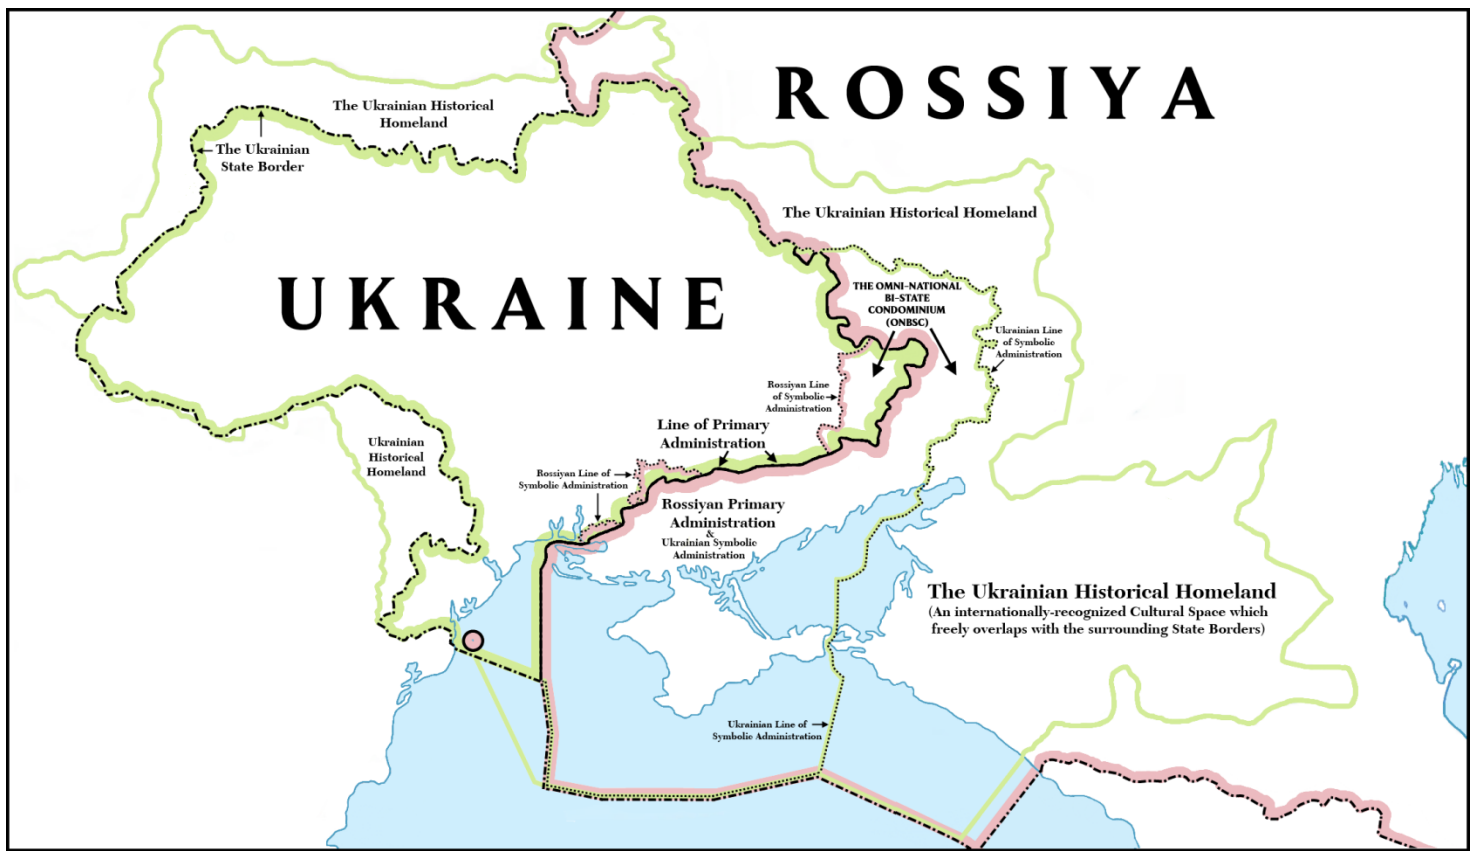 ROSSIYA
The Ukrainian Historical
Homeland
The Ukrainian
State Border
The Ukrainian Historical Homeland
UKRAINE
THE OMNI-NATIONAL
BI-STATE
CONDOMINIUM
(ONBSC)
Ukrainian Line
of Symbolic
Administration
Rossiyan Line
of Symbolic
Administration
Line of Primary
Administration
Ukrainian
Historical
Homeland
Rossiyan Line of
Symbolic Administration
Rossiyan Primary
Administration
&
Ukrainian Symbolic
Administration
The Ukrainian Historical Homeland
(An internationally-recognized Cultural Space which
freely overlaps with the surrounding State Borders)
Ukrainian Line of
Symbolic Administration